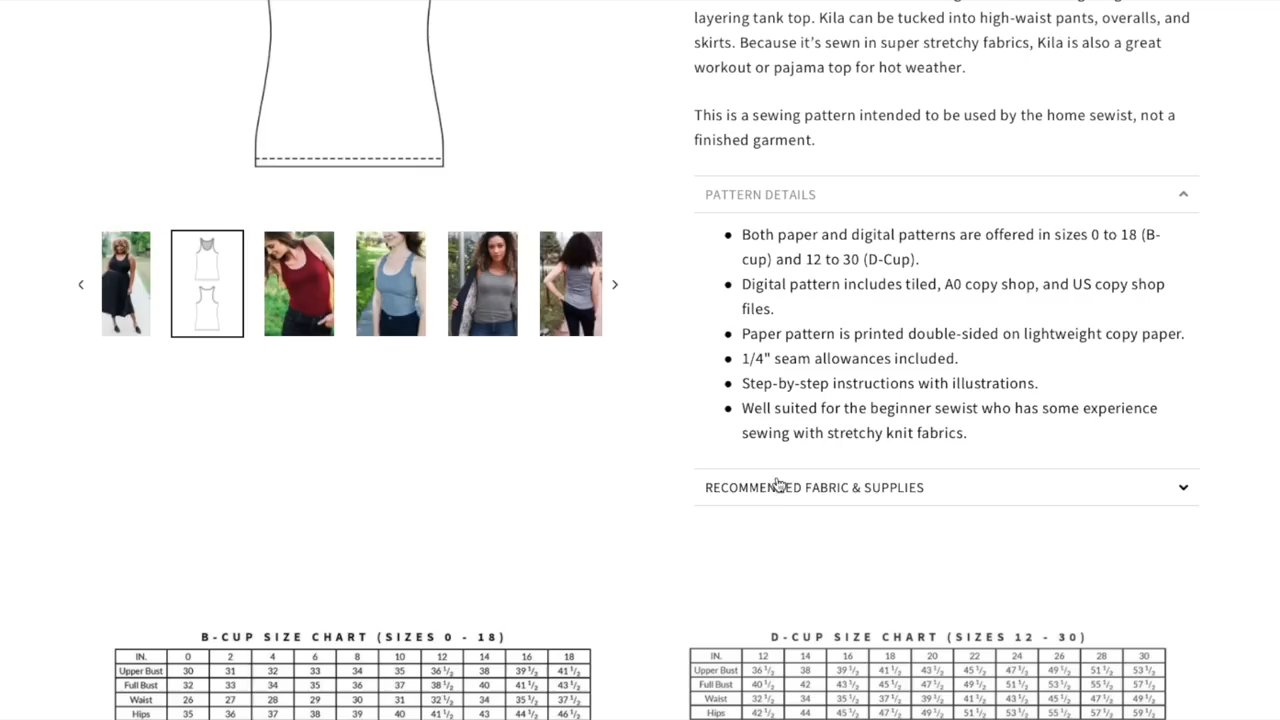 layering tank top. Kila can be tucked into high-waist pants, overalls, and
skirts. Because it's sewn in super stretchy fabrics, Kila is also a great
workout or pajama top for hot weather.
This is a sewing pattern intended to be used by the home sewist, not a
finished garment.
PATTERN DETAILS
● Both paper and digital patterns are offered in sizes 0 to 18 (B-
cup) and 12 to 30 (D-Cup).
● Digital pattern includes tiled, A0 copy shop, and US copy shop
files.
● Paper pattern is printed double-sided on lightweight copy paper.
● 1/4" seam allowances included.
● Step-by-step instructions with illustrations.
● Well suited for the beginner sewist who has some experience
sewing with stretchy knit fabrics.
RECOMMENDED FABRIC & SUPPLIES
B-CUP SIZE CHART (SIZES 0 - 18)
IN. 0 2 4 6 8 10 12 14 16 18
Upper Bust 30 31 32 33 34 35 36 1/2 38 39 1/2 41 1/2
Full Bust 32 33 34 35 36 37 38 1/2 40 41 1/2 43 1/2
Waist 26 27 28 29 30 31 32 1/2 34 35 1/2 37 1/2
Hips 35 36 37 38 39 40 41 1/2 43 44 1/2 46 1/2
D-CUP SIZE CHART (SIZES 12 - 30)
IN. 12 14 16 18 20 22 24 26 28 30
Upper Bust 36 1/2 38 39 1/2 41 1/2 43 1/2 45 1/2 47 1/2 49 1/2 51 1/2 53 1/2
Full Bust 40 1/2 42 43 1/2 45 1/2 47 1/2 49 1/2 51 1/2 53 1/2 55 1/2 57 1/2
Waist 32 1/2 34 35 1/2 37 1/2 39 1/2 41 1/2 43 1/2 45 1/2 47 1/2 49 1/2
Hips 42 1/2 44 45 1/2 47 1/2 49 1/2 51 1/2 53 1/2 55 1/2 57 1/2 59 1/2